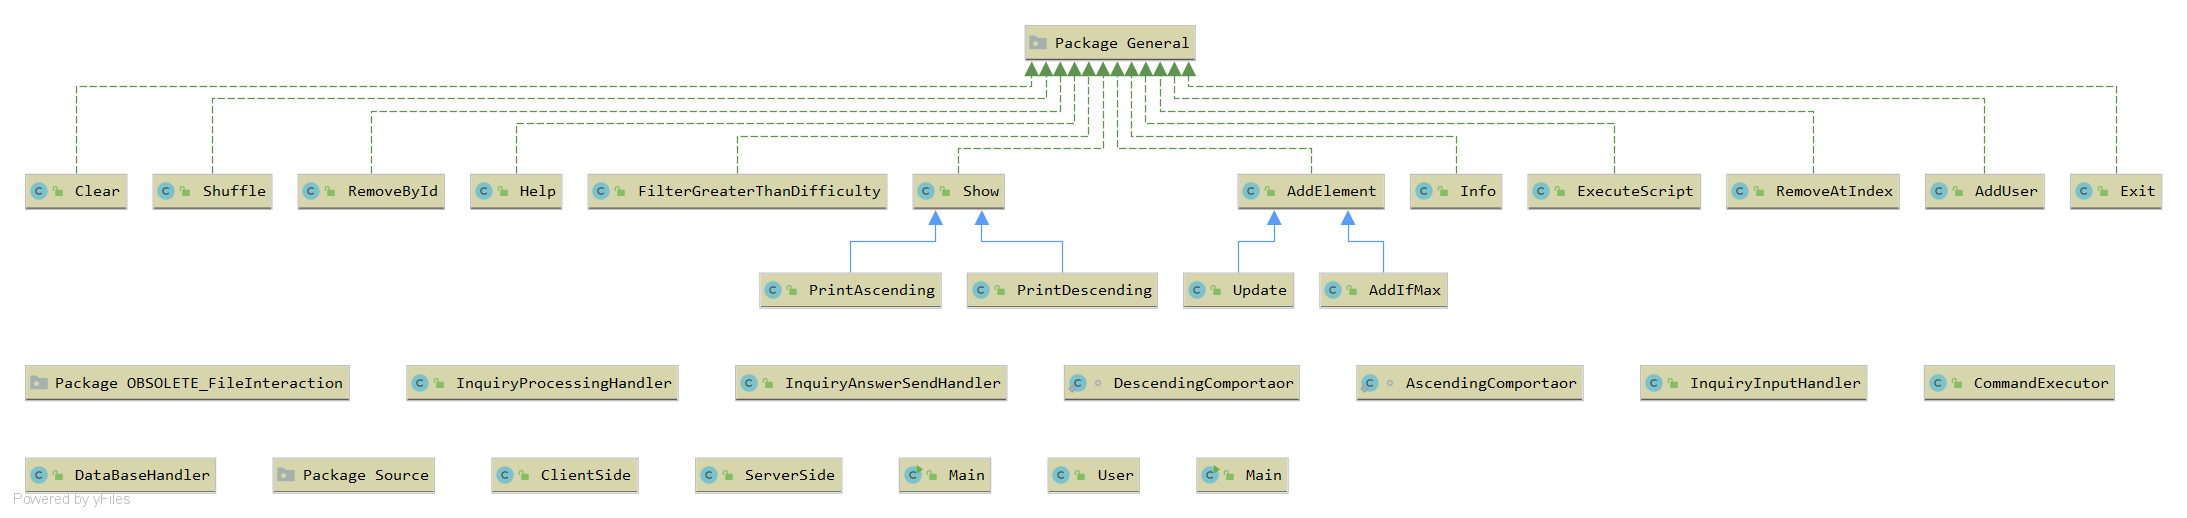 Package General
Clear
Shuffle
RemoveById
Help
FilterGreaterThanDifficulty
Show
AddElement
Info
ExecuteScript
RemoveAtIndex
AddUser
Exit
PrintAscending
PrintDescending
Update
AddIfMax
Package OBSOLETE_FileInteraction
InquiryProcessingHandler
InquiryAnswerSendHandler
DescendingComportaor
AscendingComportaor
InquiryInputHandler
CommandExecutor
DataBaseHandler
Package Source
ClientSide
ServerSide
Main
User
Main
Powered by yFiles